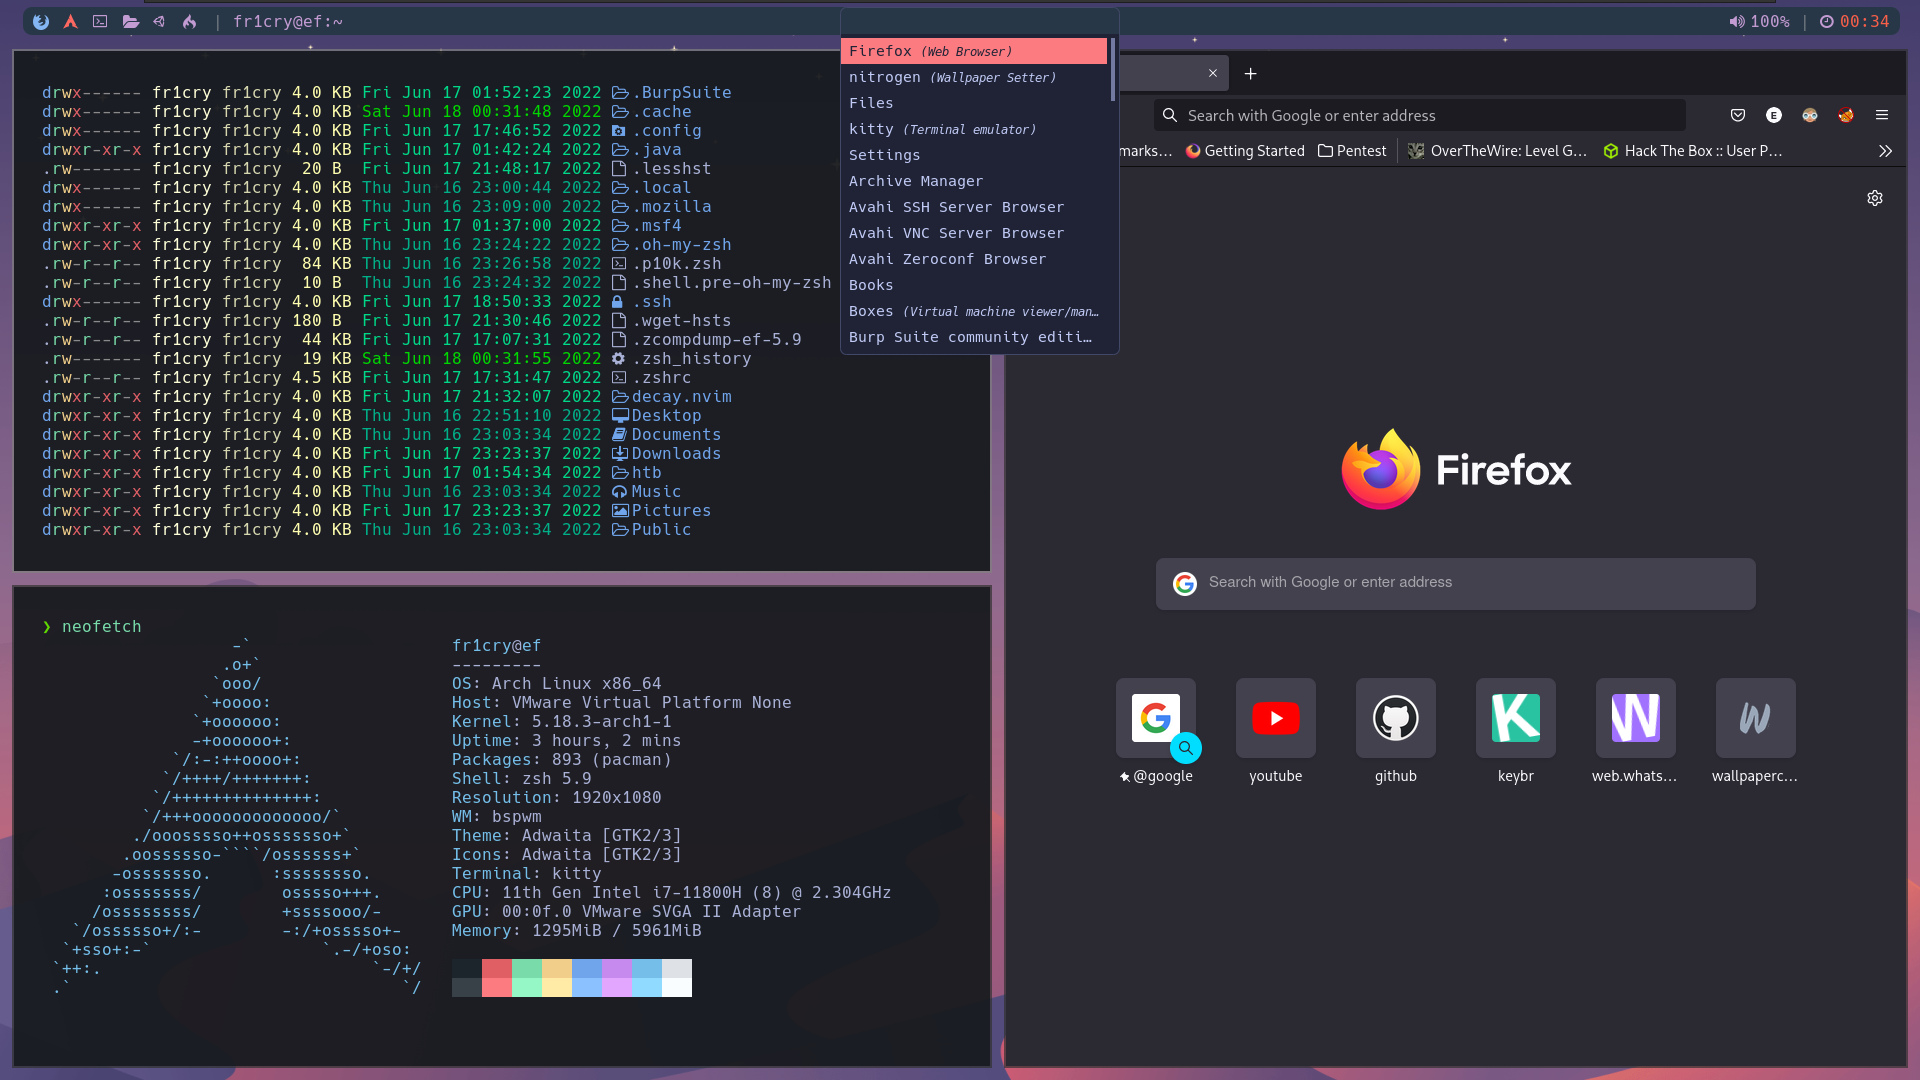 | fr1cry@ef:~
100% | 00:34
drwx------ fr1cry fr1cry 4.0 KB Fri Jun 17 01:52:23 2022 .BurpSuite
drwx------ fr1cry fr1cry 4.0 KB Sat Jun 18 00:31:48 2022 .cache
drwx--x--- fr1cry fr1cry 4.0 KB Fri Jun 17 17:46:52 2022 .config
drwxr-xr-x fr1cry fr1cry 4.0 KB Fri Jun 17 01:42:24 2022 .java
.rw------- fr1cry fr1cry 20 B Fri Jun 17 21:48:17 2022 .lesshst
drwx------ fr1cry fr1cry 4.0 KB Thu Jun 16 23:00:44 2022 .local
drwx------ fr1cry fr1cry 4.0 KB Thu Jun 16 23:09:00 2022 .mozilla
drwxr-xr-x fr1cry fr1cry 4.0 KB Fri Jun 17 01:37:00 2022 .msf4
drwxr-xr-x fr1cry fr1cry 4.0 KB Thu Jun 16 23:24:22 2022 .oh-my-zsh
.rw-r--r-- fr1cry fr1cry 84 KB Thu Jun 16 23:26:58 2022 .p10k.zsh
.rw-r--r-- fr1cry fr1cry 10 B Thu Jun 16 23:24:32 2022 .shell.pre-oh-my-zsh
drwx------ fr1cry fr1cry 4.0 KB Fri Jun 17 18:50:33 2022 .ssh
.rw-r--r-- fr1cry fr1cry 180 B Fri Jun 17 21:30:46 2022 .wget-hsts
.rw-r--r-- fr1cry fr1cry 44 KB Fri Jun 17 17:07:31 2022 .zcompdump-ef-5.9
.rw------- fr1cry fr1cry 19 KB Sat Jun 18 00:31:55 2022 .zsh_history
.rw-r--r-- fr1cry fr1cry 4.5 KB Fri Jun 17 17:31:47 2022 .zshrc
drwxr-xr-x fr1cry fr1cry 4.0 KB Fri Jun 17 21:32:07 2022 decay.nvim
drwxr-xr-x fr1cry fr1cry 4.0 KB Thu Jun 16 22:51:10 2022 Desktop
drwxr-xr-x fr1cry fr1cry 4.0 KB Thu Jun 16 23:03:34 2022 Documents
drwxr-xr-x fr1cry fr1cry 4.0 KB Fri Jun 17 23:23:37 2022 Downloads
drwxr-xr-x fr1cry fr1cry 4.0 KB Fri Jun 17 01:54:34 2022 htb
drwxr-xr-x fr1cry fr1cry 4.0 KB Thu Jun 16 23:03:34 2022 Music
drwxr-xr-x fr1cry fr1cry 4.0 KB Fri Jun 17 23:23:37 2022 Pictures
drwxr-xr-x fr1cry fr1cry 4.0 KB Thu Jun 16 23:03:34 2022 Public
Firefox (Web Browser)
nitrogen (Wallpaper Setter)
Files
kitty (Terminal emulator)
Settings
Archive Manager
Avahi SSH Server Browser
Avahi VNC Server Browser
Avahi Zeroconf Browser
Books
Boxes (Virtual machine viewer/man…
Burp Suite community editi…
Search with Google or enter address
E
marks… Getting Started Pentest OverTheWire: Level G… Hack The Box :: User P…
Firefox
Search with Google or enter address
@google youtube github keybr web.whats… wallpaperc…
❯ neofetch
-`
.o+`
`ooo/
`+oooo:
`+oooooo:
-+oooooo+:
`/:-:++oooo+:
`/++++/+++++++:
`/++++++++++++++:
`/+++ooooooooooooo/`
./ooosssso++osssssso+`
.oossssso-````/ossssss+`
-osssssso. :ssssssso.
:osssssss/ osssso+++.
/ossssssss/ +ssssooo/-
`/ossssso+/:- -:/+osssso+-
`+sso+:-` `.-/+oso:
`++:. `-/+/
.` `/
fr1cry@ef
---------
OS: Arch Linux x86_64
Host: VMware Virtual Platform None
Kernel: 5.18.3-arch1-1
Uptime: 3 hours, 2 mins
Packages: 893 (pacman)
Shell: zsh 5.9
Resolution: 1920x1080
WM: bspwm
Theme: Adwaita [GTK2/3]
Icons: Adwaita [GTK2/3]
Terminal: kitty
CPU: 11th Gen Intel i7-11800H (8) @ 2.304GHz
GPU: 00:0f.0 VMware SVGA II Adapter
Memory: 1295MiB / 5961MiB